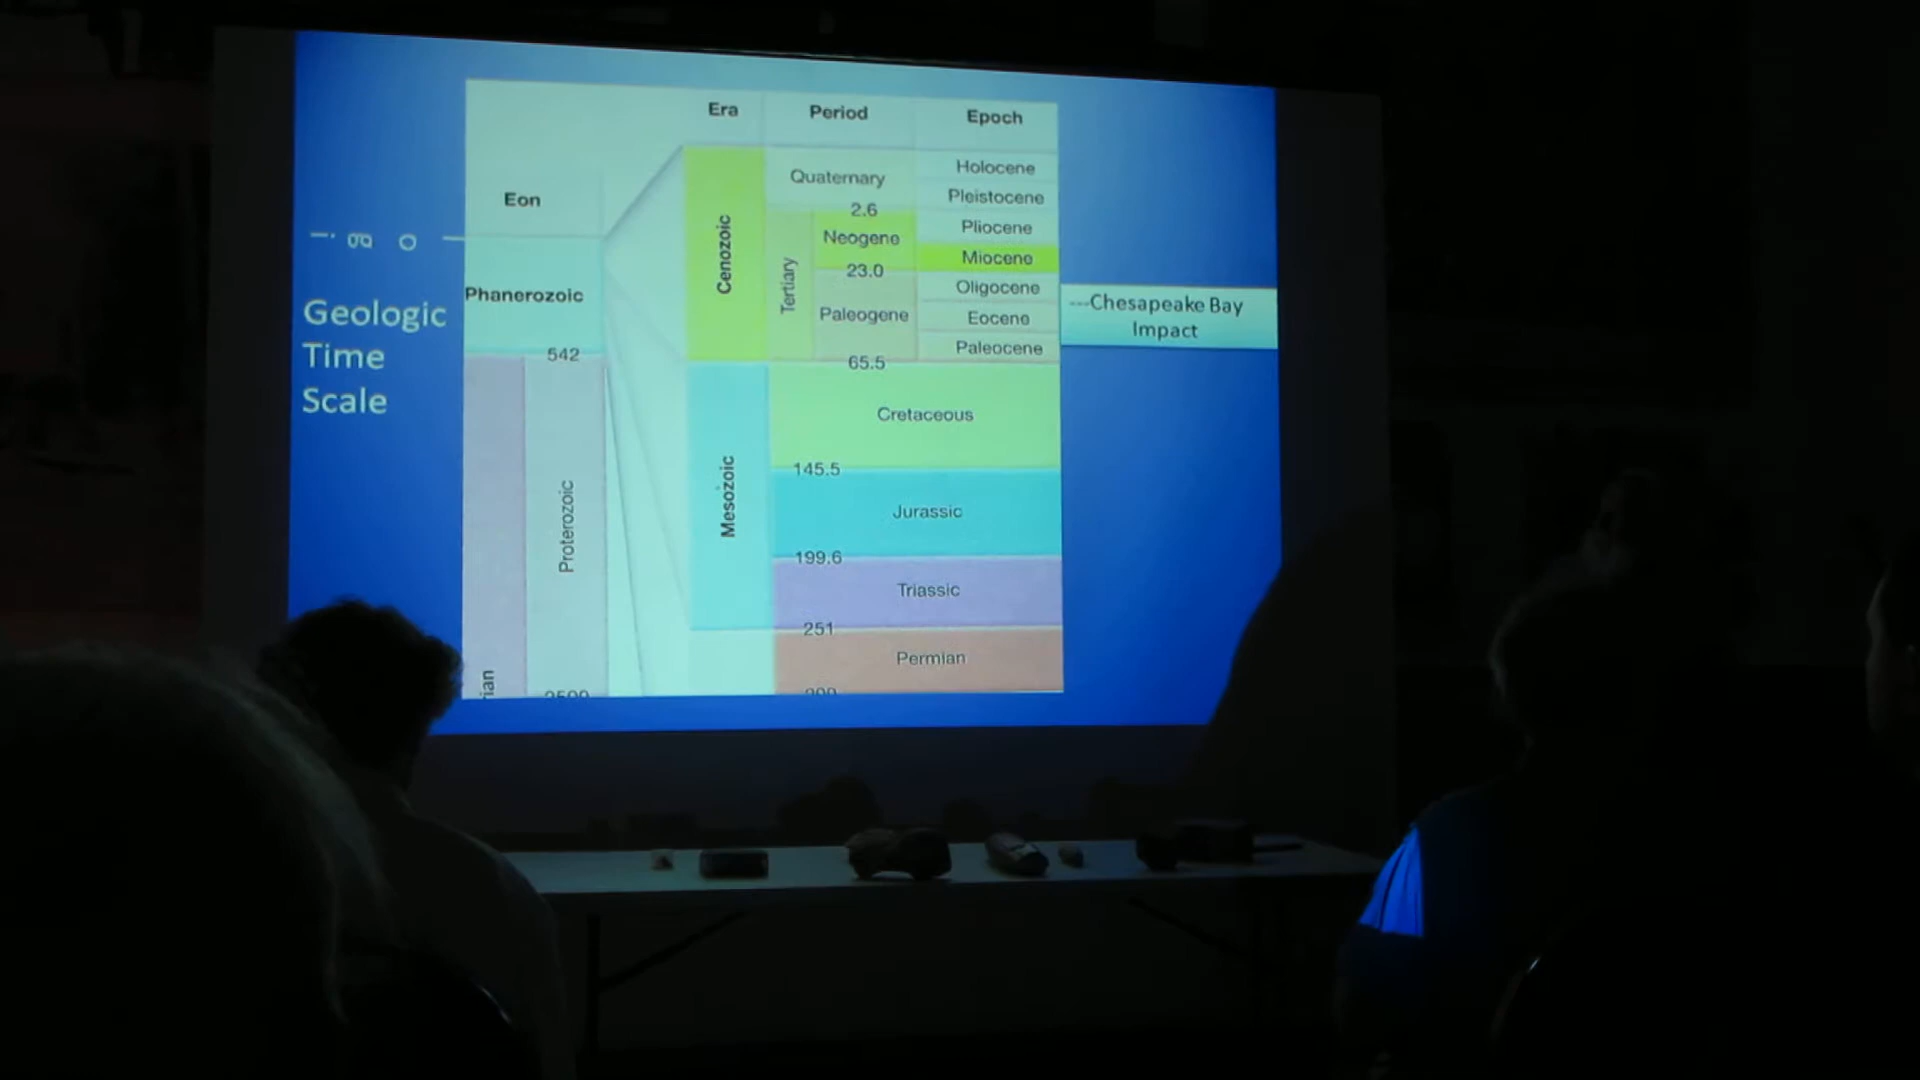 Geologic
Time
Scale
Eon
Era
Period
Epoch
Phanerozoic
542
Proterozoic
Cenozoic
Quaternary
2.6
Tertiary
Neogene
23.0
Paleogene
65.5
Holocene
Pleistocene
Pliocene
Miocene
Oligocene
Eocene
Paleocene
---Chesapeake Bay
Impact
Mesozoic
Cretaceous
145.5
Jurassic
199.6
Triassic
251
Permian